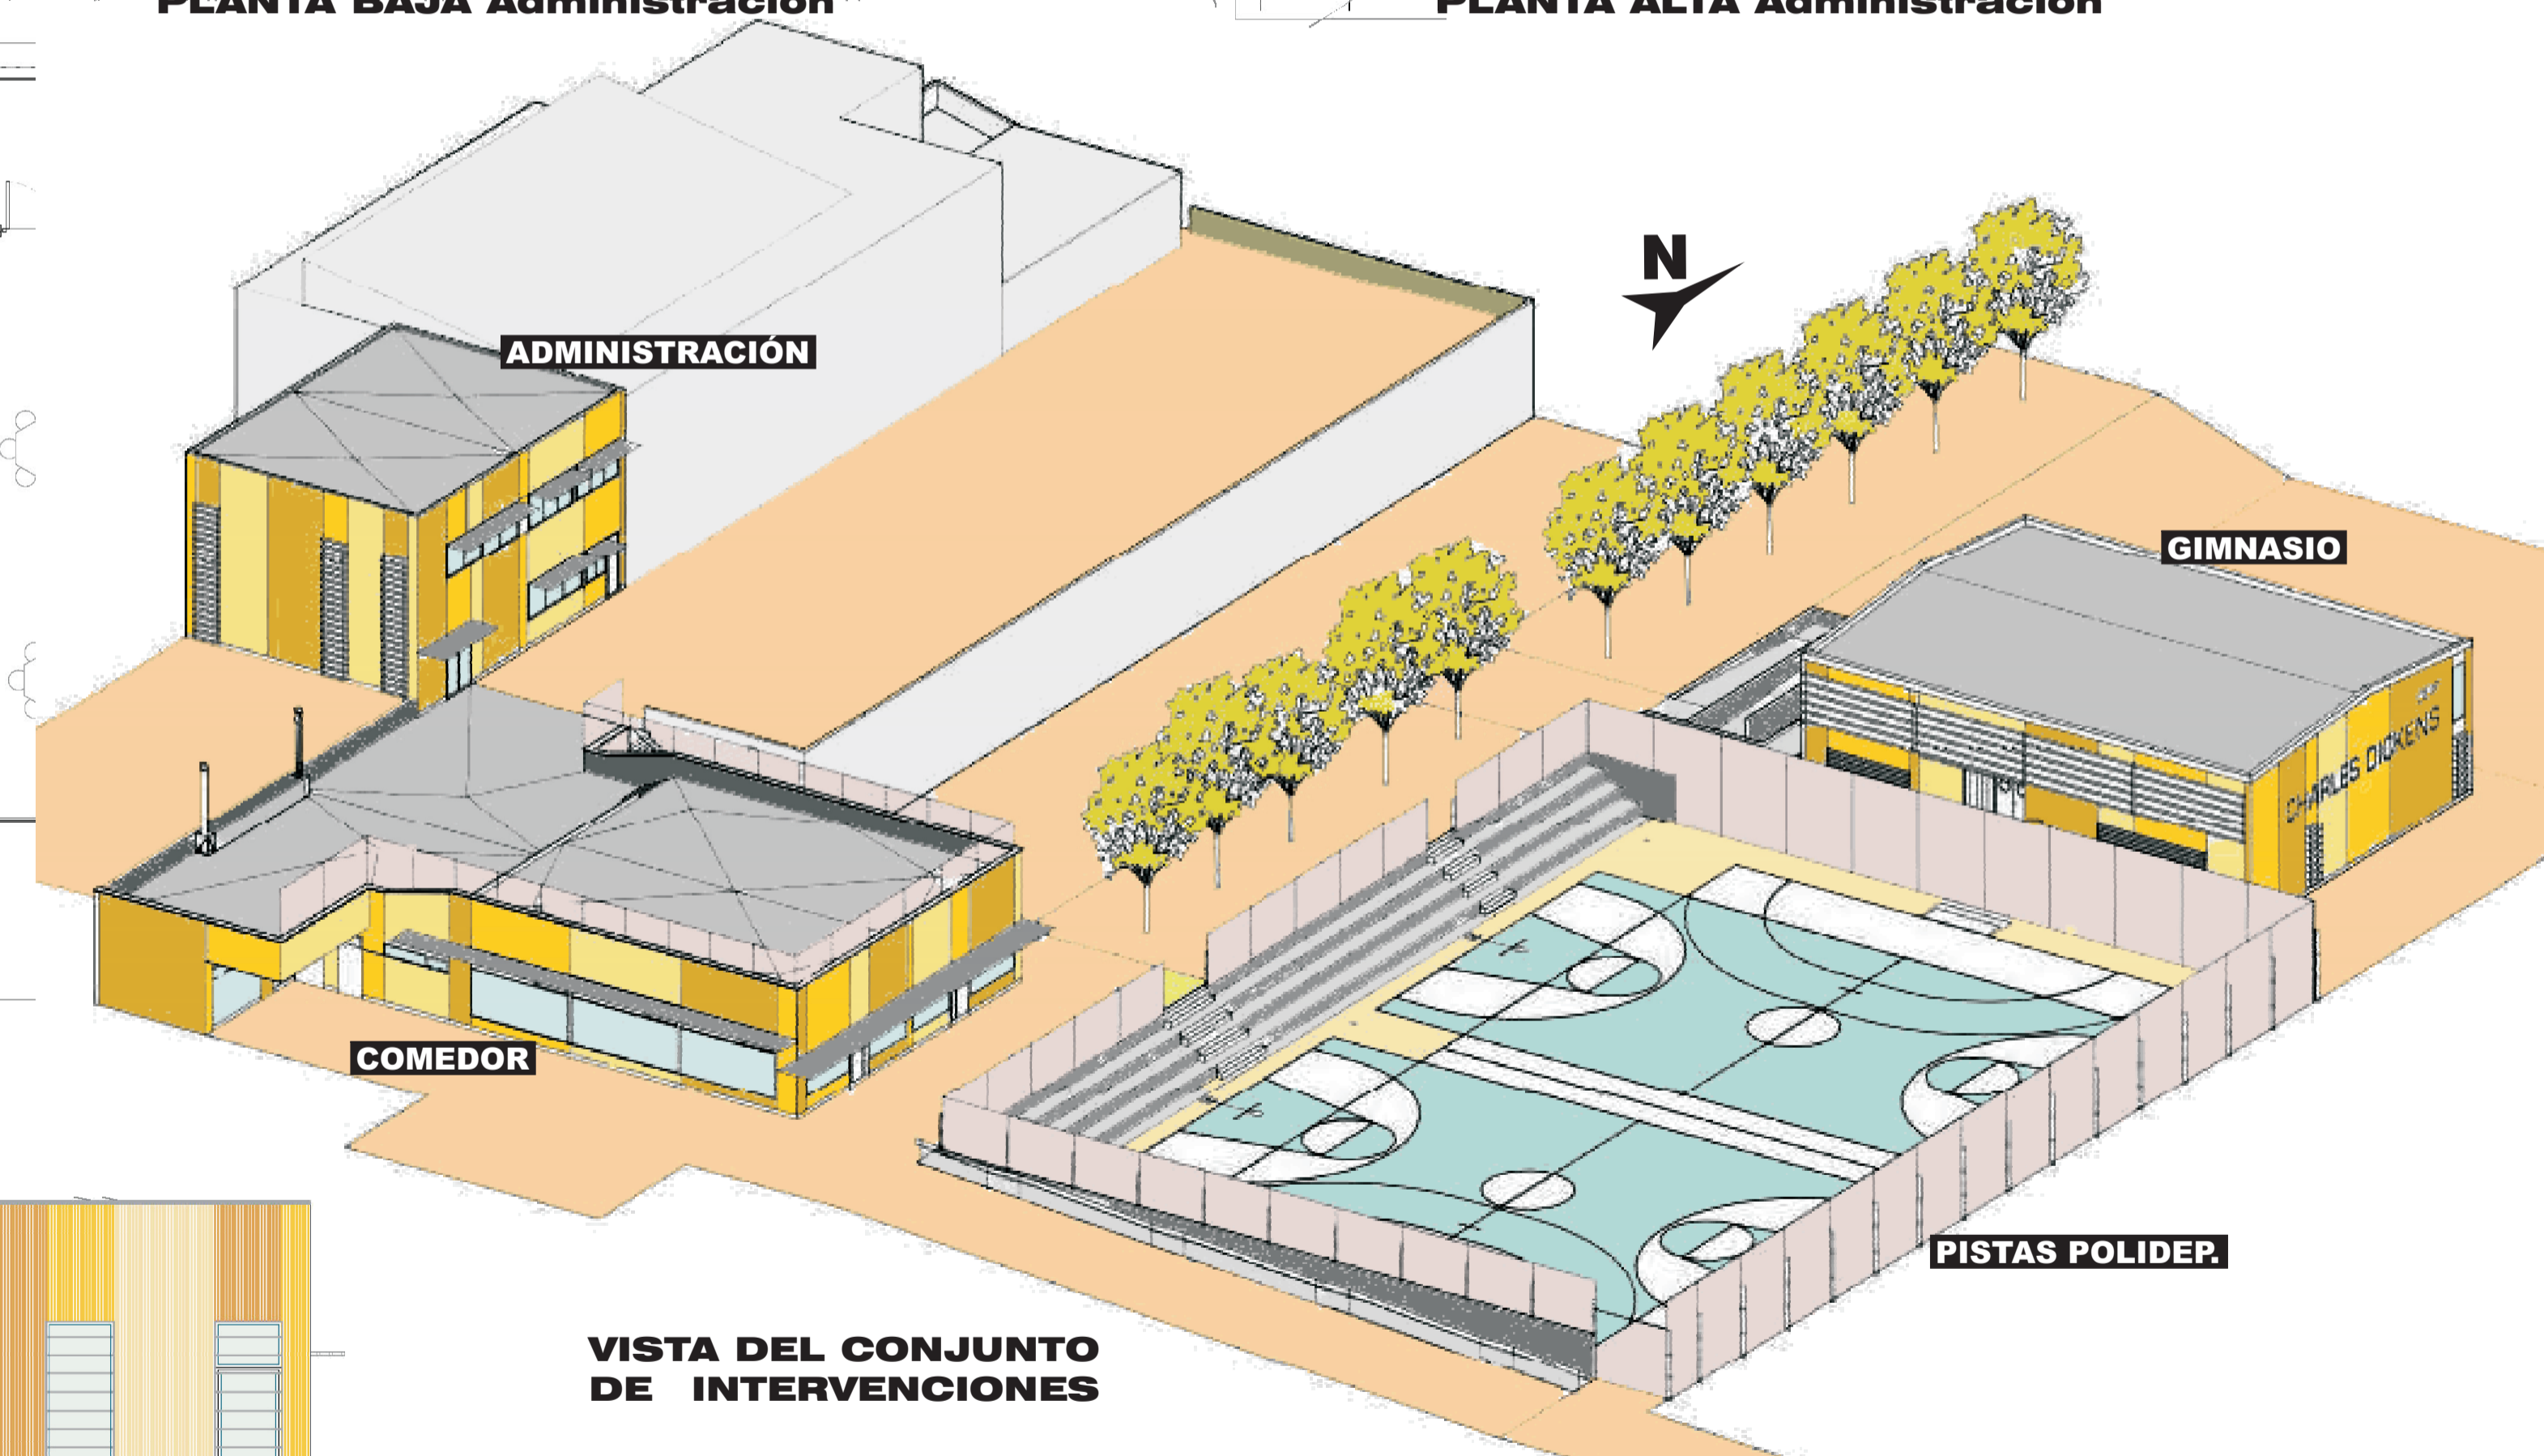 PLANTA BAJA Administración
PLANTA ALTA Administración
N
ADMINISTRACIÓN
GIMNASIO
CHARLES DICKENS
COMEDOR
PISTAS POLIDEP.
VISTA DEL CONJUNTO
DE INTERVENCIONES